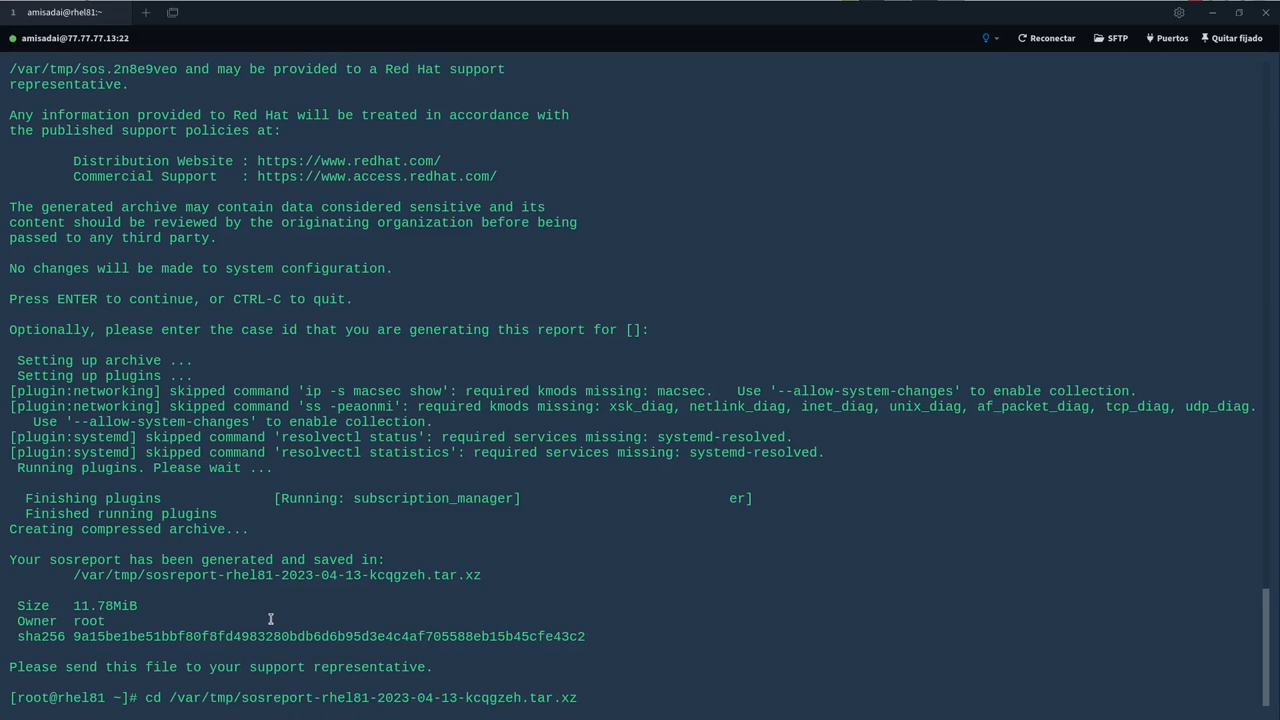 1 amisadai@rhel81:~
amisadai@77.77.77.13:22
Reconectar SFTP Puertos Quitar fijado
/var/tmp/sos.2n8e9veo and may be provided to a Red Hat support
representative.
Any information provided to Red Hat will be treated in accordance with
the published support policies at:
Distribution Website : https://www.redhat.com/
Commercial Support : https://www.access.redhat.com/
The generated archive may contain data considered sensitive and its
content should be reviewed by the originating organization before being
passed to any third party.
No changes will be made to system configuration.
Press ENTER to continue, or CTRL-C to quit.
Optionally, please enter the case id that you are generating this report for []:
Setting up archive ...
Setting up plugins ...
[plugin:networking] skipped command 'ip -s macsec show': required kmods missing: macsec. Use '--allow-system-changes' to enable collection.
[plugin:networking] skipped command 'ss -peaonmi': required kmods missing: xsk_diag, netlink_diag, inet_diag, unix_diag, af_packet_diag, tcp_diag, udp_diag.
Use '--allow-system-changes' to enable collection.
[plugin:systemd] skipped command 'resolvectl status': required services missing: systemd-resolved.
[plugin:systemd] skipped command 'resolvectl statistics': required services missing: systemd-resolved.
Running plugins. Please wait ...
Finishing plugins [Running: subscription_manager] er]
Finished running plugins
Creating compressed archive...
Your sosreport has been generated and saved in:
/var/tmp/sosreport-rhel81-2023-04-13-kcqgzeh.tar.xz
Size 11.78MiB
Owner root
sha256 9a15be1be51bbf80f8fd4983280bdb6d6b95d3e4c4af705588eb15b45cfe43c2
Please send this file to your support representative.
[root@rhel81 ~]# cd /var/tmp/sosreport-rhel81-2023-04-13-kcqgzeh.tar.xz